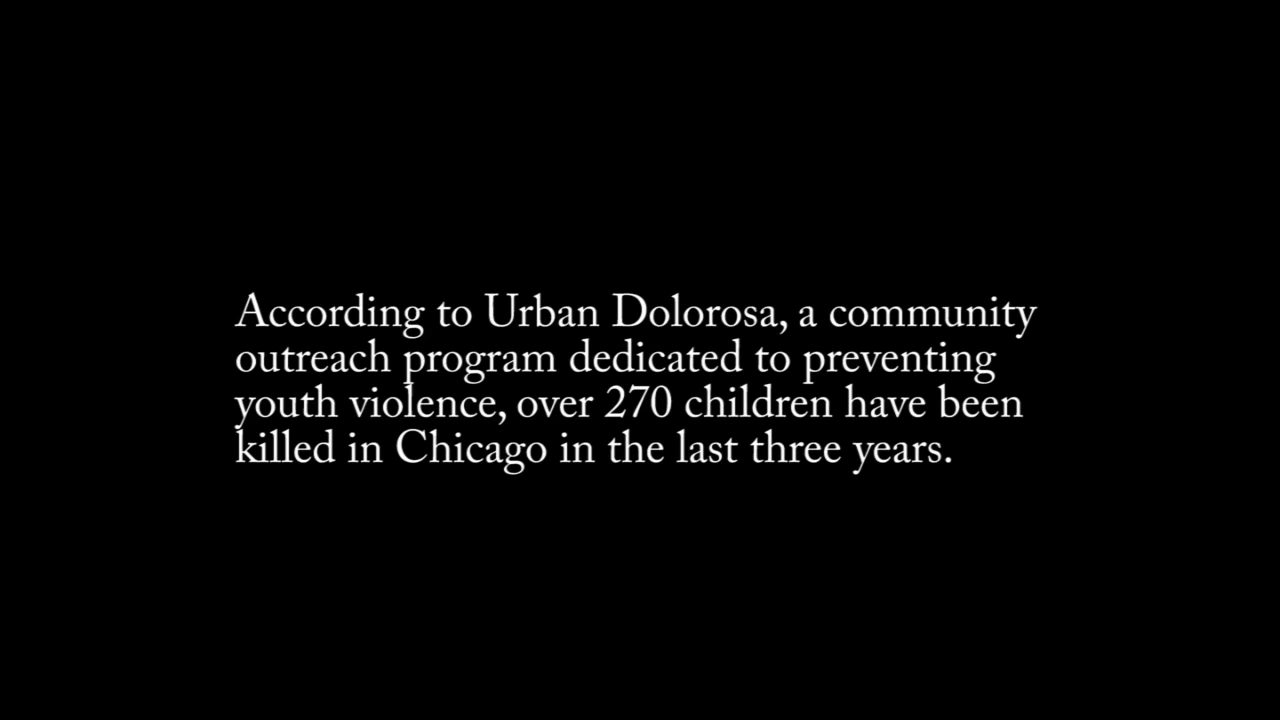 According to Urban Dolorosa, a community
outreach program dedicated to preventing
youth violence, over 270 children have been
killed in Chicago in the last three years.